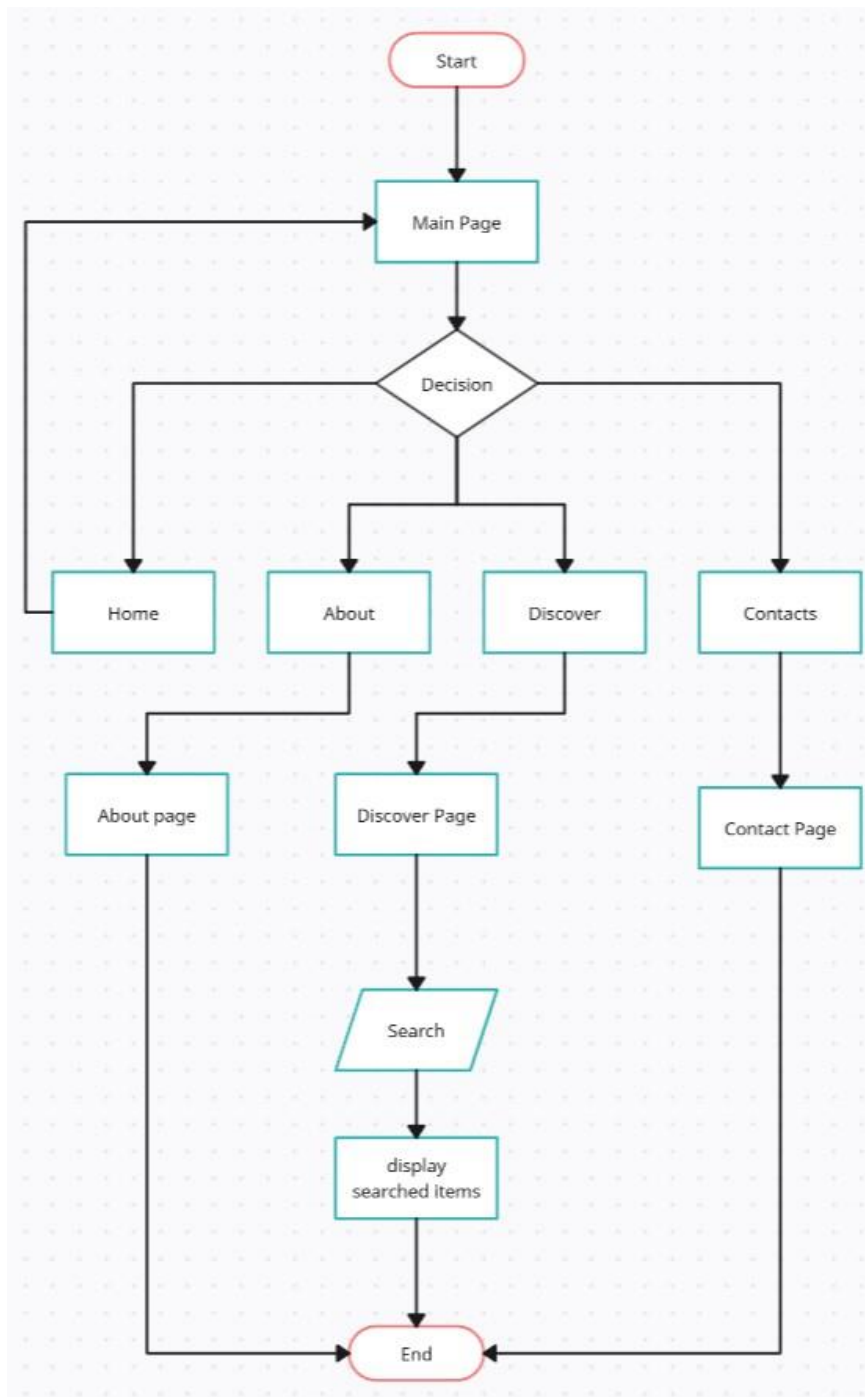 Start
Main Page
Decision
Home
About
Discover
Contacts
About page
Discover Page
Contact Page
Search
display
searched items
End